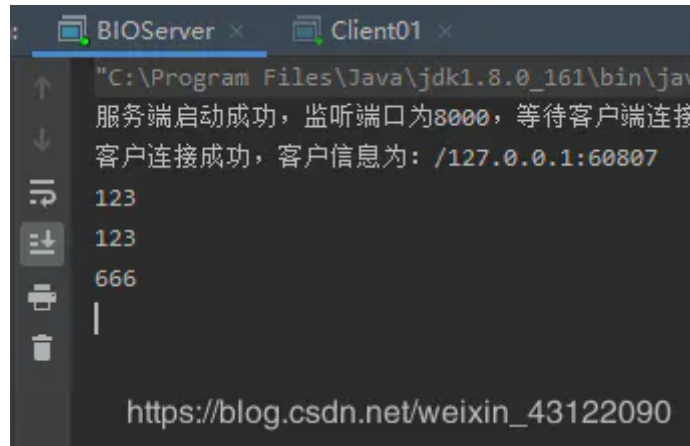 BIOServer × Client01 ×
"C:\Program Files\Java\jdk1.8.0_161\bin\jav
服务端启动成功，监听端口为8000，等待客户端连接
客户连接成功，客户信息为：/127.0.0.1:60807
123
123
666
https://blog.csdn.net/weixin_43122090